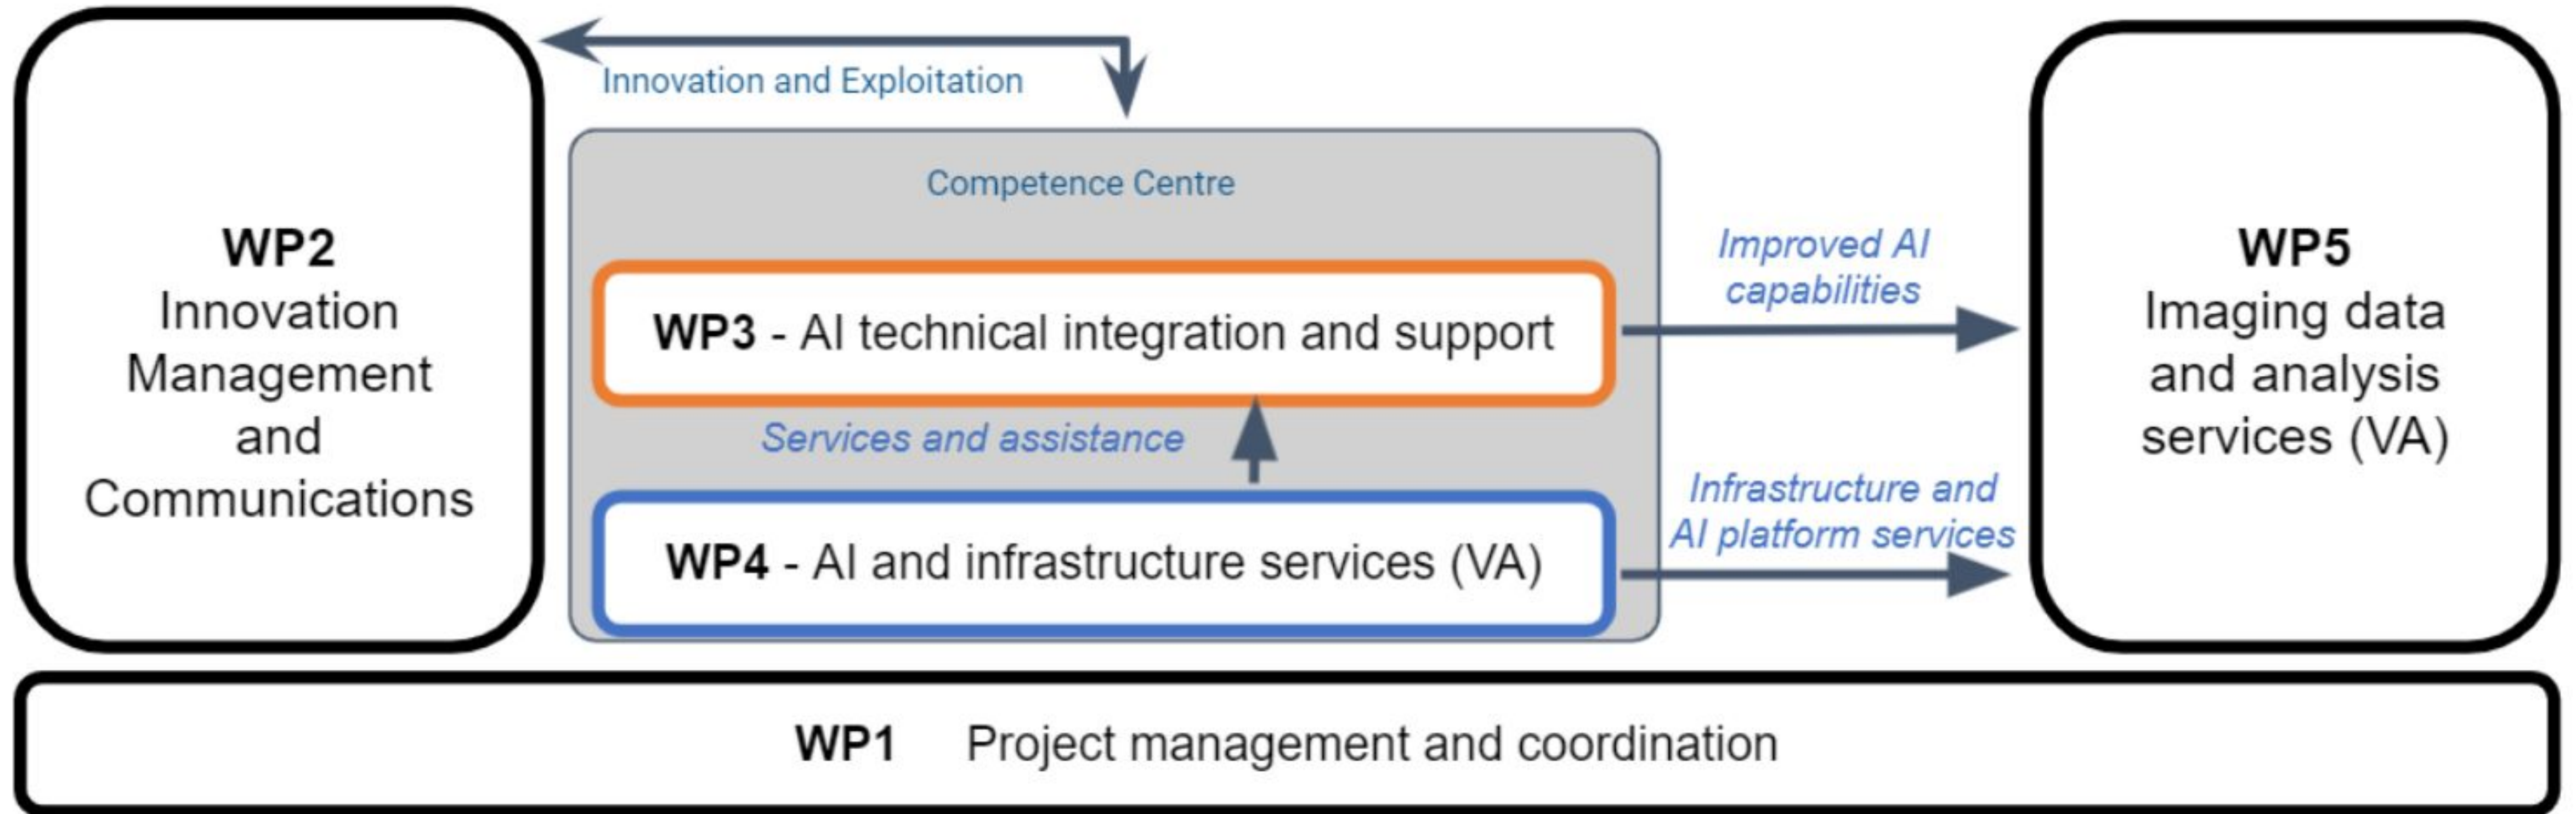 WP2
Innovation
Management
and
Communications
Innovation and Exploitation
Competence Centre
WP3 - AI technical integration and support
Services and assistance
WP4 - AI and infrastructure services (VA)
Improved AI
capabilities
Infrastructure and
AI platform services
WP5
Imaging data
and analysis
services (VA)
WP1 Project management and coordination